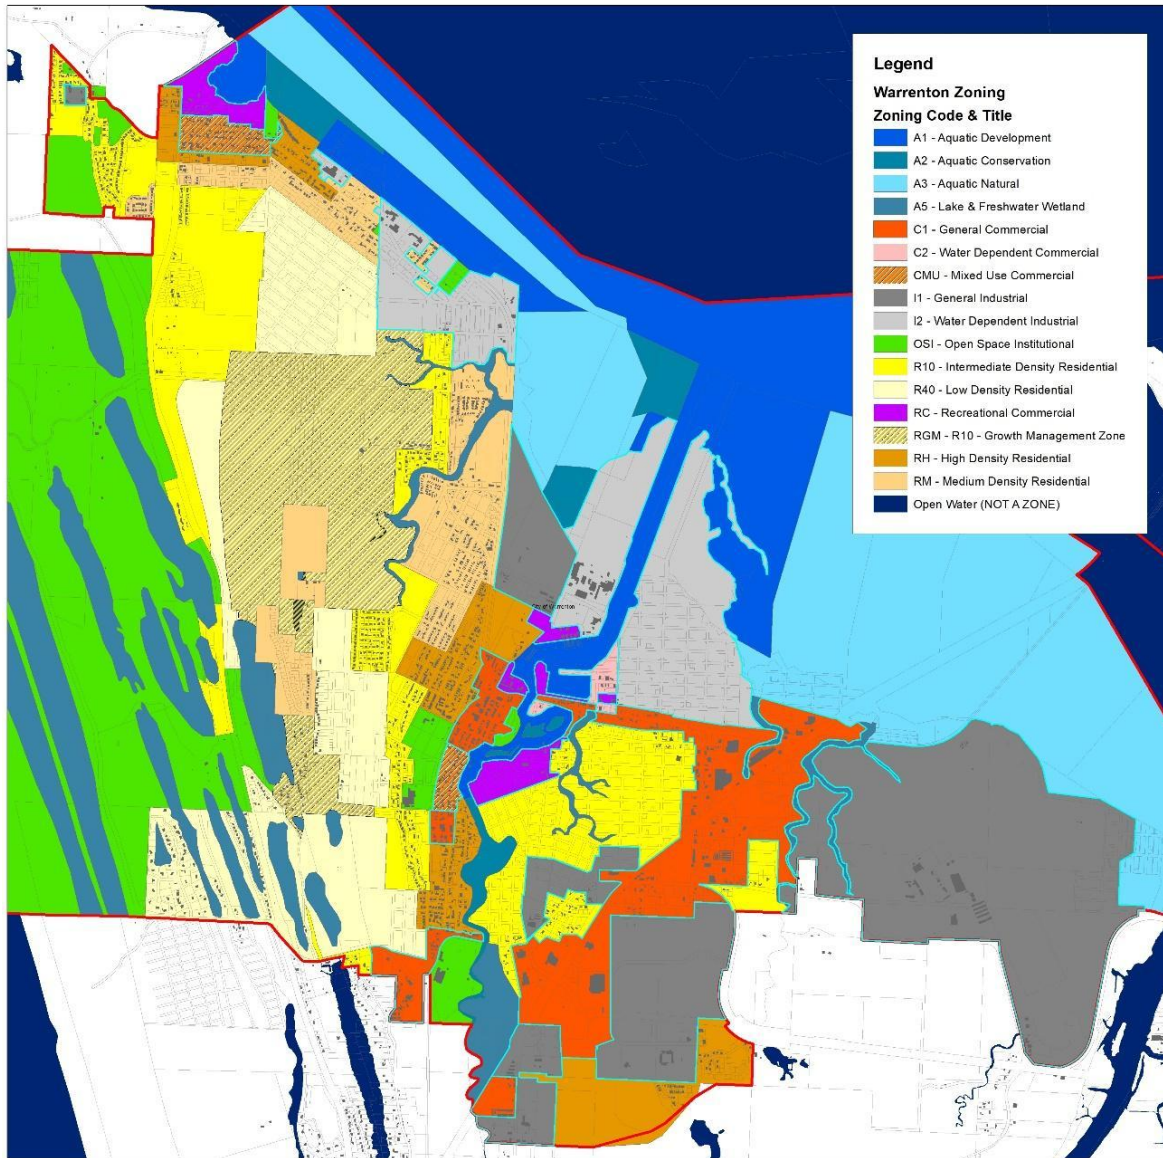 Legend
Warrenton Zoning
Zoning Code & Title
A1 - Aquatic Development
A2 - Aquatic Conservation
A3 - Aquatic Natural
A5 - Lake & Freshwater Wetland
C1 - General Commercial
C2 - Water Dependent Commercial
CMU - Mixed Use Commercial
I1 - General Industrial
I2 - Water Dependent Industrial
OSI - Open Space Institutional
R10 - Intermediate Density Residential
R40 - Low Density Residential
RC - Recreational Commercial
RGM - R10 - Growth Management Zone
RH - High Density Residential
RM - Medium Density Residential
Open Water (NOT A ZONE)
City of Warrenton